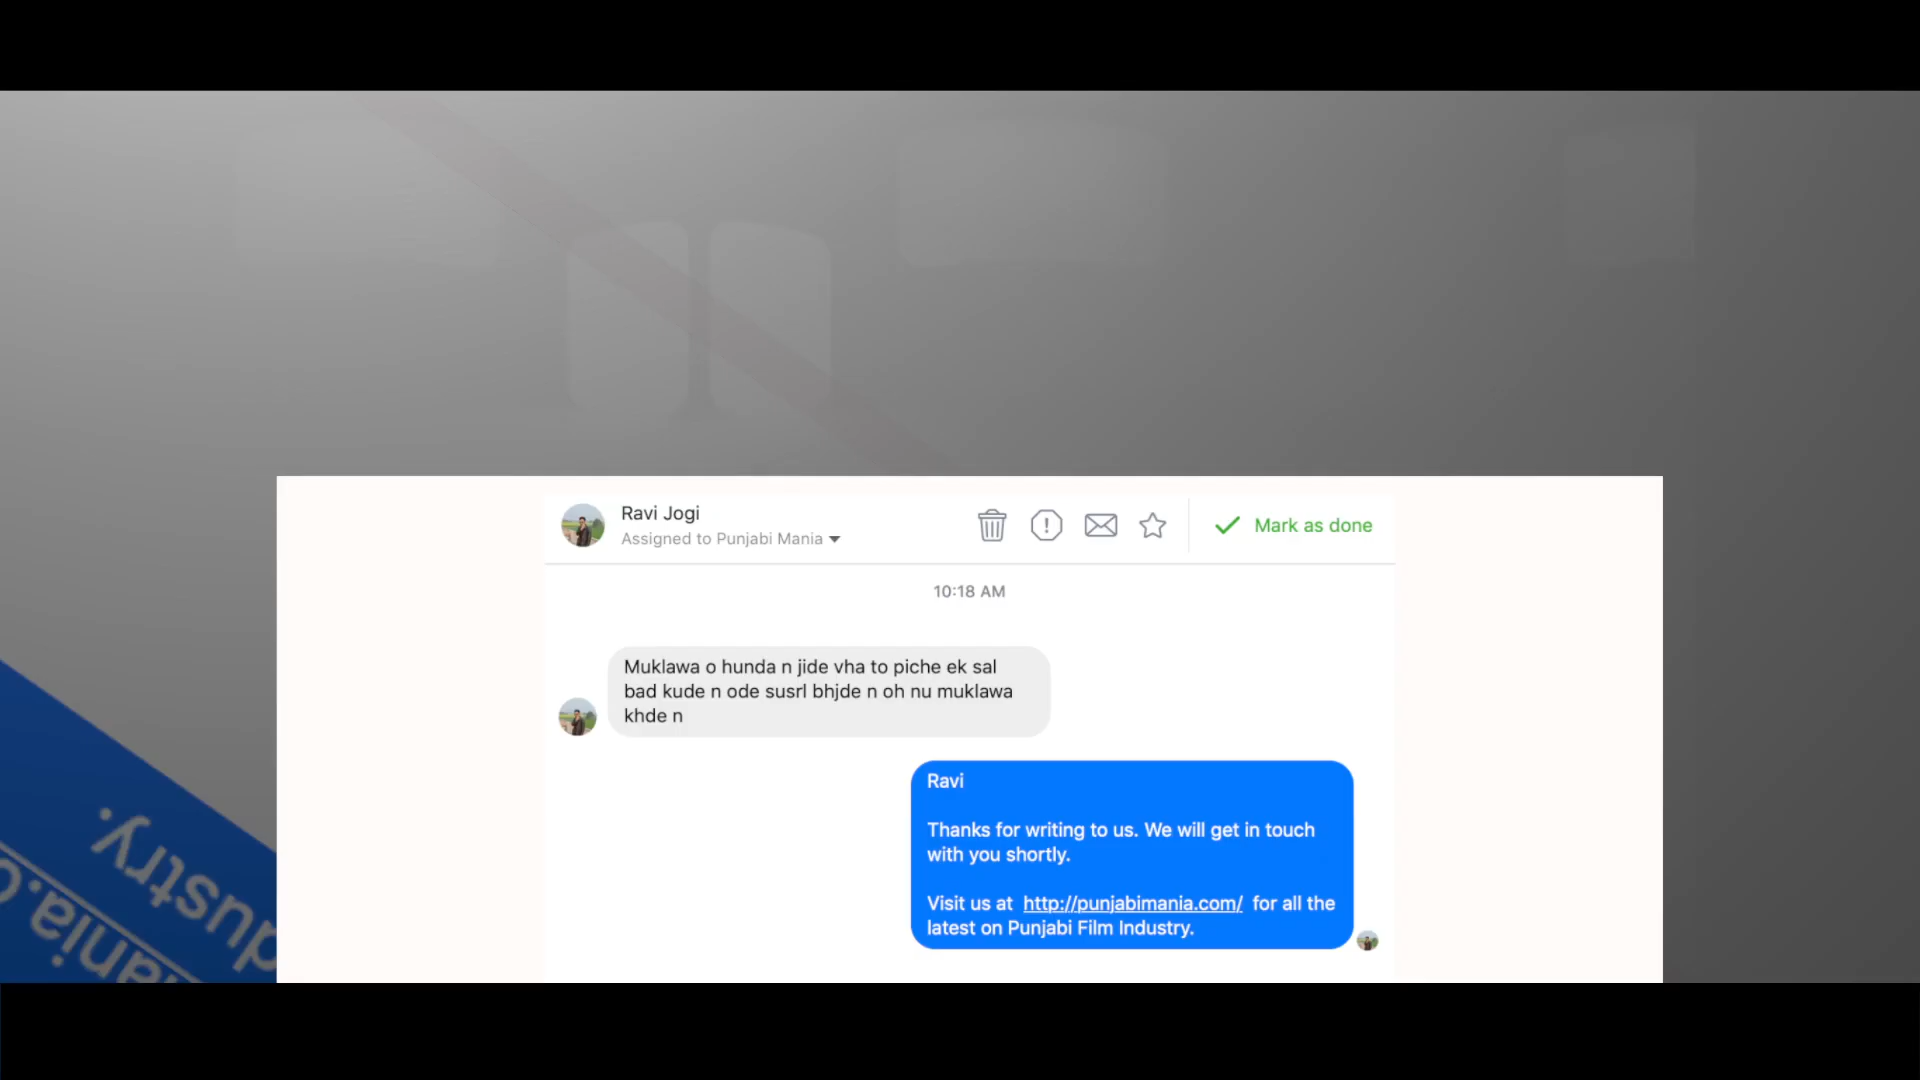 Ravi Jogi
Assigned to Punjabi Mania
Mark as done
10:18 AM
Muklawa o hunda n jide vha to piche ek sal
bad kude n ode susrl bhjde n oh nu muklawa
khde n
Ravi
Thanks for writing to us. We will get in touch
with you shortly.
Visit us at http://punjabimania.com/ for all the
latest on Punjabi Film Industry.